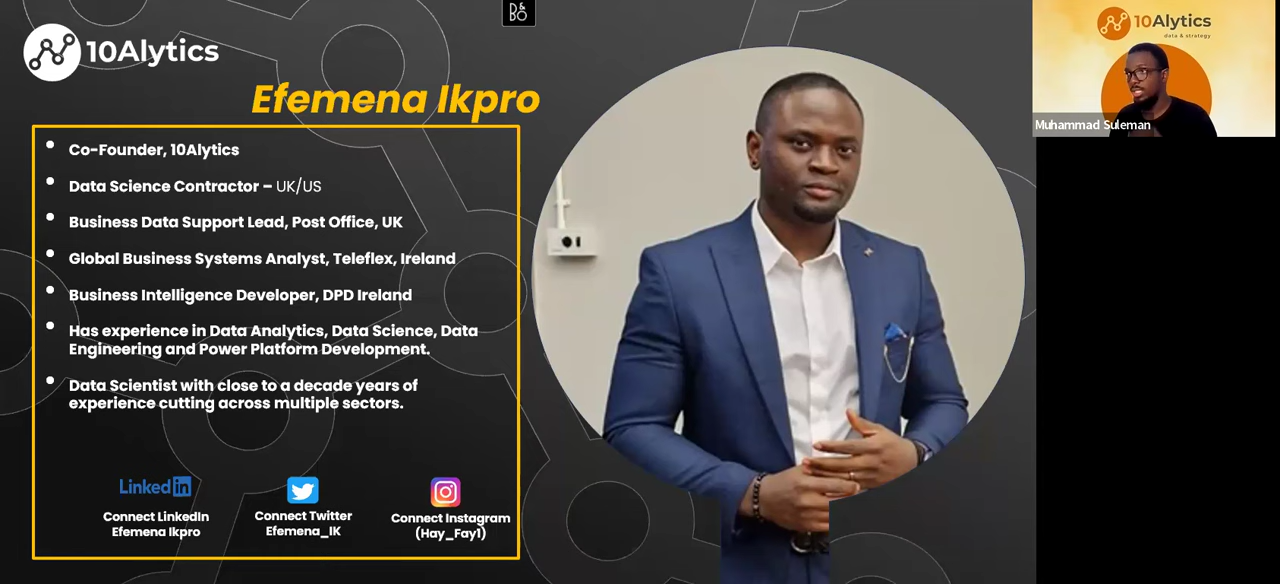 B&O
10Alytics
Efemena Ikpro
Co-Founder, 10Alytics
Data Science Contractor – UK/US
Business Data Support Lead, Post Office, UK
Global Business Systems Analyst, Teleflex, Ireland
Business Intelligence Developer, DPD Ireland
Has experience in Data Analytics, Data Science, Data
Engineering and Power Platform Development.
Data Scientist with close to a decade years of
experience cutting across multiple sectors.
Linked in
Connect LinkedIn
Efemena Ikpro
Connect Twitter
Efemena_IK
Connect Instagram
(Hay_Fay1)
10Alytics
data & strategy
Muhammad Suleman